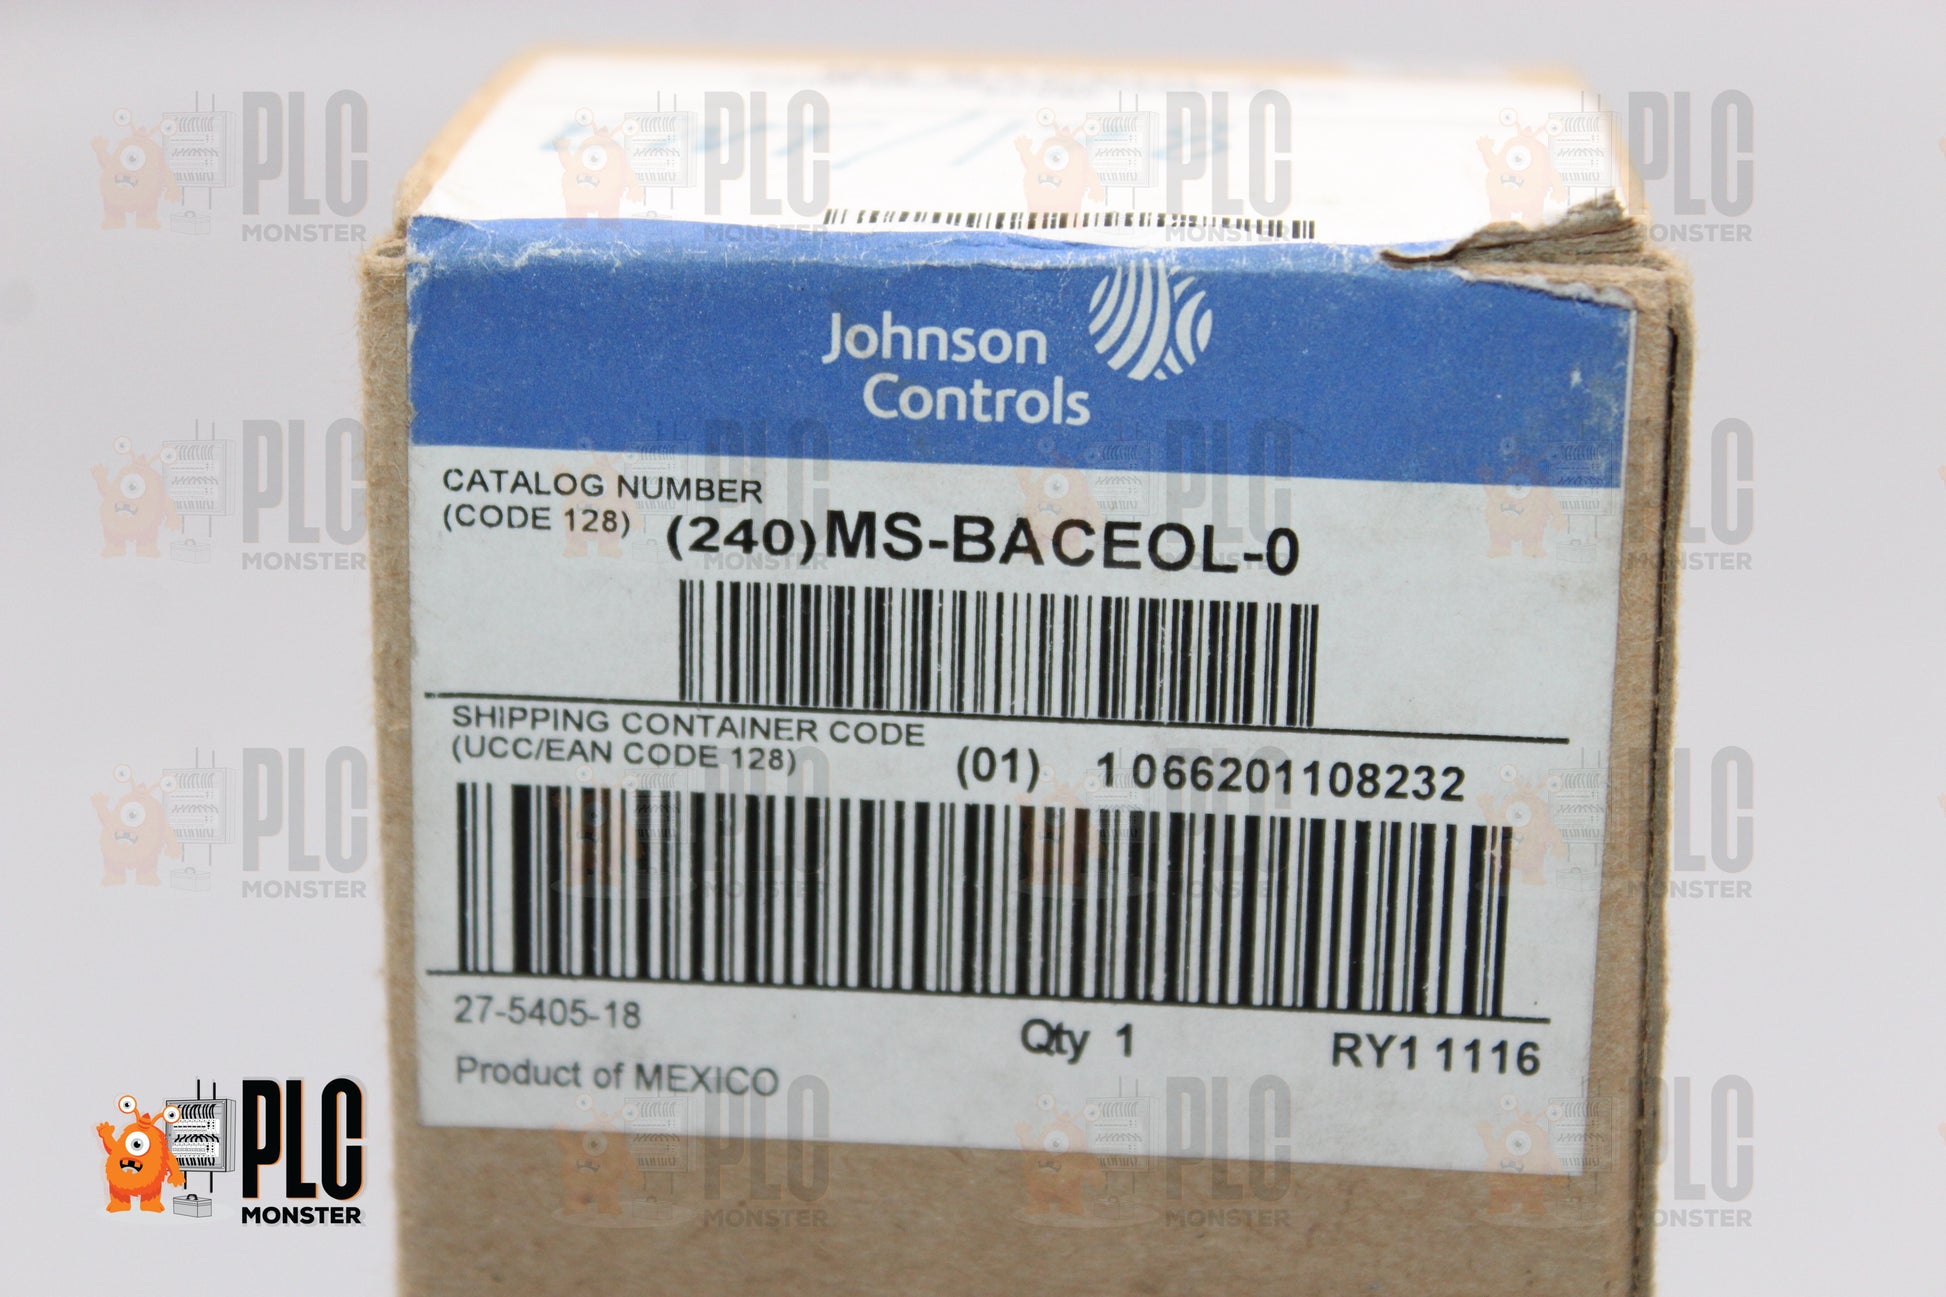 Johnson
Controls
CATALOG NUMBER
(CODE 128) (240)MS-BACEOL-0
SHIPPING CONTAINER CODE
(UCC/EAN CODE 128) (01) 1 066201108232
27-5405-18
Qty 1
RY1 1116
Product of MEXICO
PLC
MONSTER